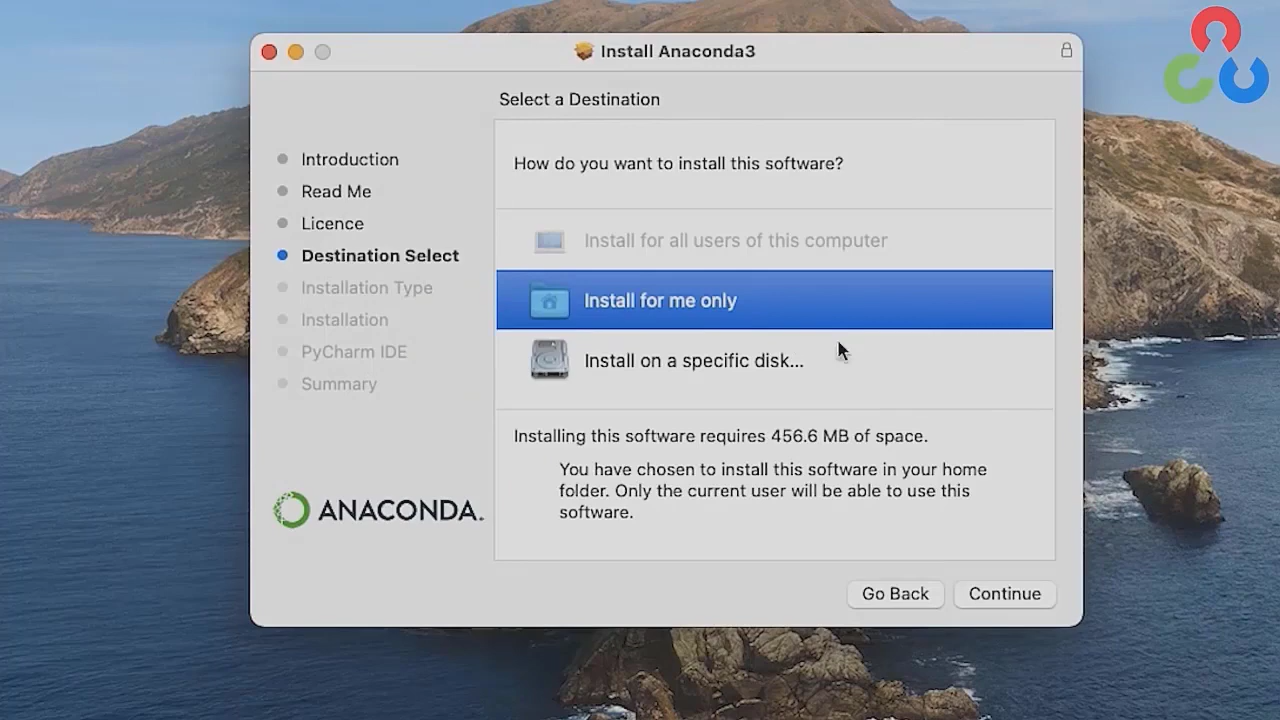 Install Anaconda3
Select a Destination
Introduction
Read Me
Licence
Destination Select
Installation Type
Installation
PyCharm IDE
Summary
ANACONDA.
How do you want to install this software?
Install for all users of this computer
Install for me only
Install on a specific disk...
Installing this software requires 456.6 MB of space.
You have chosen to install this software in your home
folder. Only the current user will be able to use this
software.
Go Back
Continue